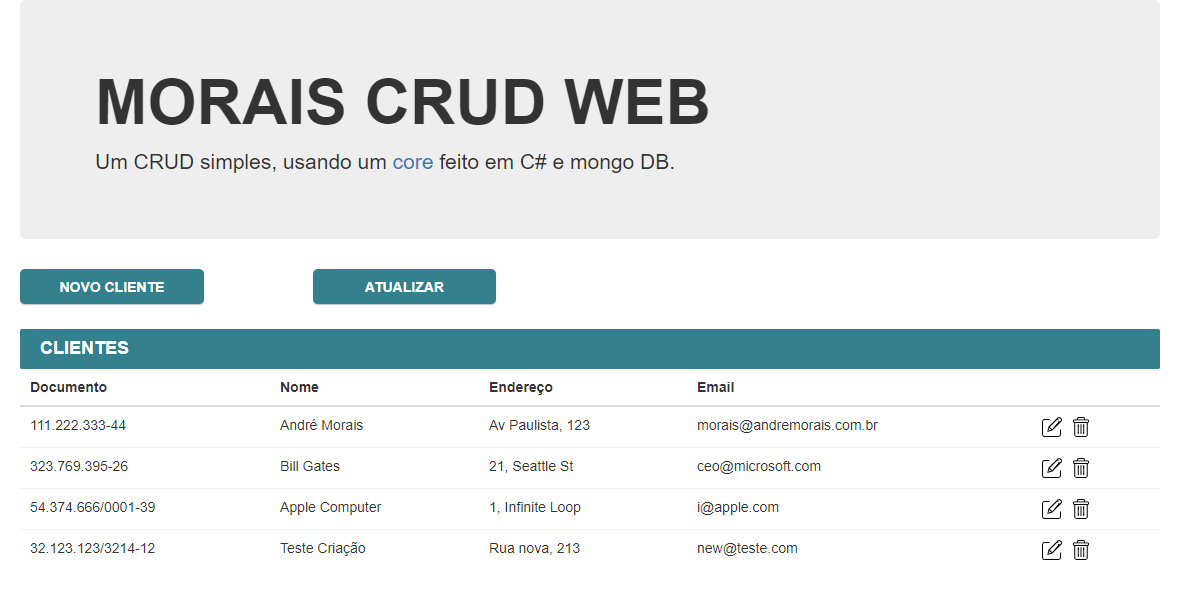 MORAIS CRUD WEB
Um CRUD simples, usando um core feito em C# e mongo DB.
NOVO CLIENTE ATUALIZAR
CLIENTES
Documento Nome Endereço Email
111.222.333-44 André Morais Av Paulista, 123 morais@andremorais.com.br
323.769.395-26 Bill Gates 21, Seattle St ceo@microsoft.com
54.374.666/0001-39 Apple Computer 1, Infinite Loop i@apple.com
32.123.123/3214-12 Teste Criação Rua nova, 213 new@teste.com